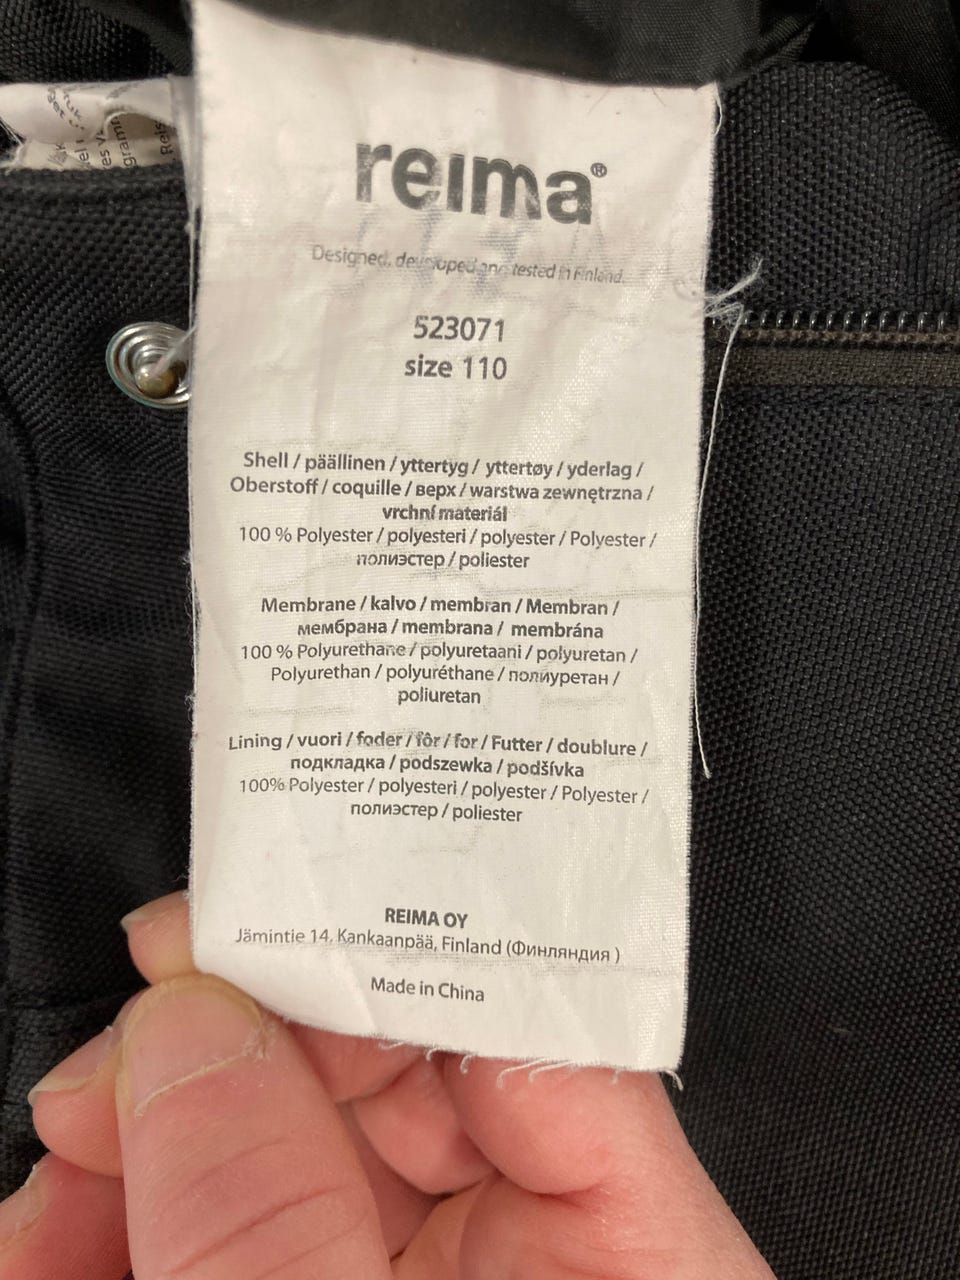 reima®
Designed, developed and tested in Finland.
523071
size 110
Shell / päällinen / yttertyg / yttertøy / yderlag /
Oberstoff / coquille / верх / warstwa zewnętrzna /
vrchní materiál
100 % Polyester / polyesteri / polyester / Polyester /
полиэстер / poliester
Membrane / kalvo / membran / Membran /
мембрана / membrana / membrána
100 % Polyurethane / polyuretaani / polyuretan /
Polyurethan / polyuréthane / полиуретан /
poliuretan
Lining / vuori / foder / fôr / for / Futter / doublure /
подкладка / podszewka / podšívka
100% Polyester / polyesteri / polyester / Polyester /
полиэстер / poliester
REIMA OY
Jämintie 14, Kankaanpää, Finland (Финляндия )
Made in China